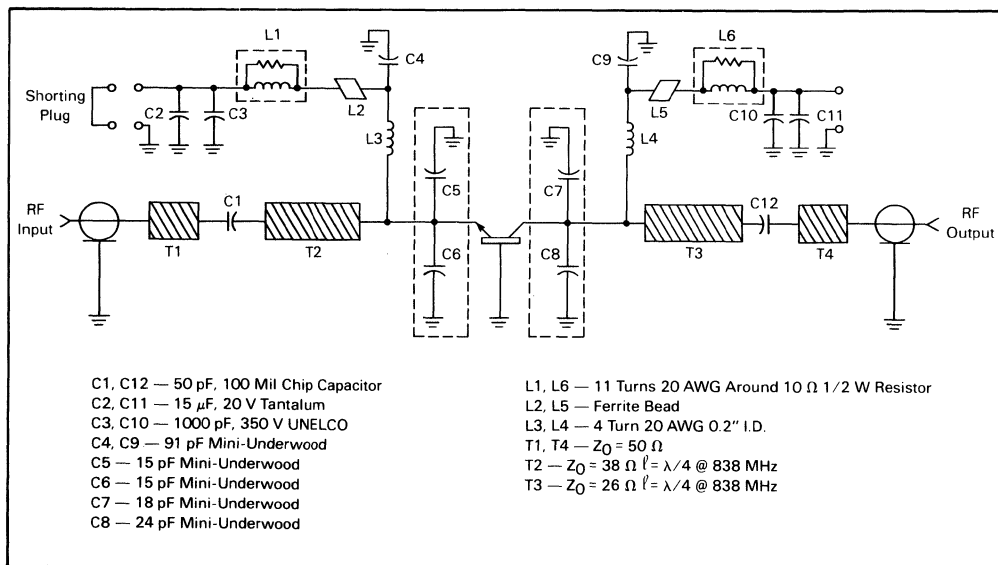 L1
L6
C4
C9
Shorting
Plug
C2
C3
L2
L5
C10
C11
L3
L4
C5
C7
RF
Input
C1
C12
RF
Output
T1
T2
C6
C8
T3
T4
C1, C12 — 50 pF, 100 Mil Chip Capacitor
C2, C11 — 15 μF, 20 V Tantalum
C3, C10 — 1000 pF, 350 V UNELCO
C4, C9 — 91 pF Mini-Underwood
C5 — 15 pF Mini-Underwood
C6 — 15 pF Mini-Underwood
C7 — 18 pF Mini-Underwood
C8 — 24 pF Mini-Underwood
L1, L6 — 11 Turns 20 AWG Around 10 Ω 1/2 W Resistor
L2, L5 — Ferrite Bead
L3, L4 — 4 Turn 20 AWG 0.2" I.D.
T1, T4 — Z₀ = 50 Ω
T2 — Z₀ = 38 Ω ℓ = λ/4 @ 838 MHz
T3 — Z₀ = 26 Ω ℓ = λ/4 @ 838 MHz